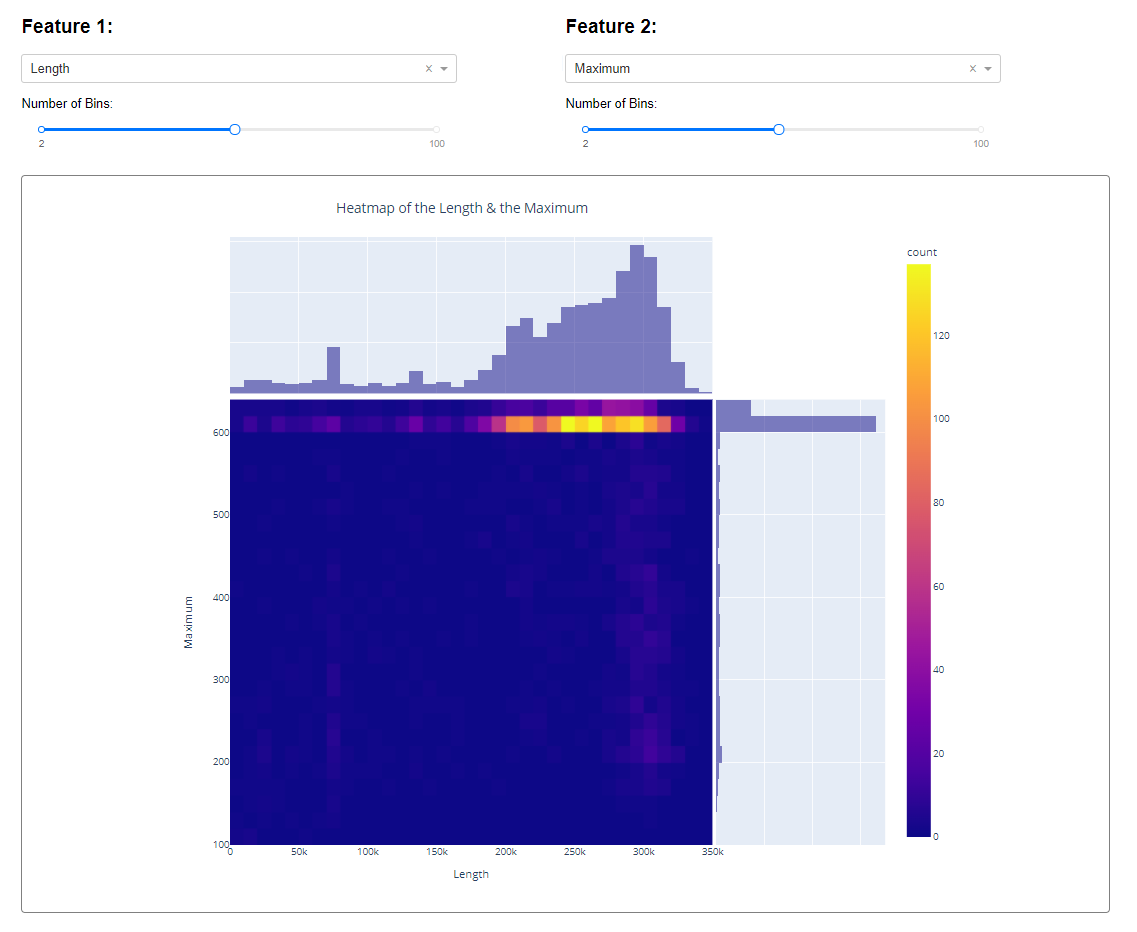 Feature 1:
Feature 2:
Length
Maximum
Number of Bins:
Number of Bins:
2
100
2
100
Heatmap of the Length & the Maximum
count
120
100
80
60
40
20
0
Maximum
600
500
400
300
200
100
0
50k
100k
150k
200k
250k
300k
350k
Length